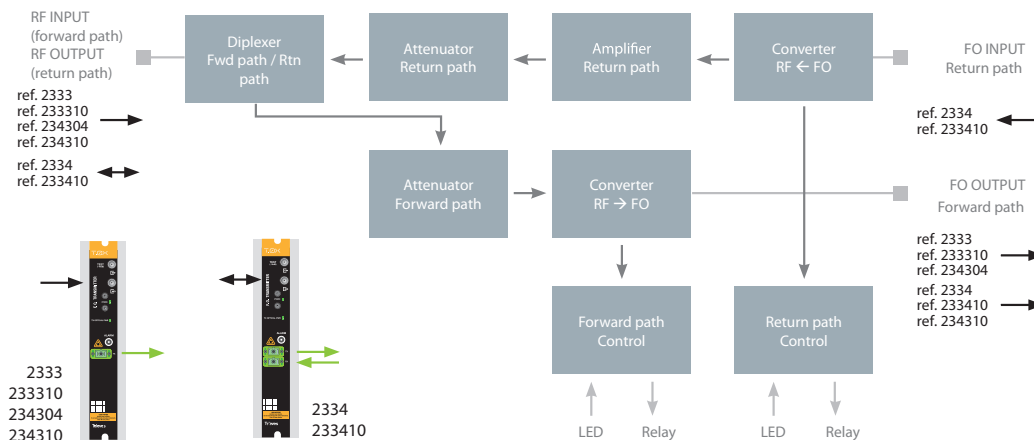 RF INPUT
(forward path)
RF OUTPUT
(return path)
ref. 2333
ref. 233310
ref. 234304
ref. 234310
ref. 2334
ref. 233410
Diplexer
Fwd path / Rtn
path
Attenuator
Return path
Amplifier
Return path
Converter
RF ← FO
FO INPUT
Return path
ref. 2334
ref. 233410
Attenuator
Forward path
Converter
RF → FO
FO OUTPUT
Forward path
ref. 2333
ref. 233310
ref. 234304
ref. 2334
ref. 233410
ref. 234310
Forward path
Control
Return path
Control
LED
Relay
LED
Relay
2333
233310
234304
234310
Televes
2334
233410
Televes